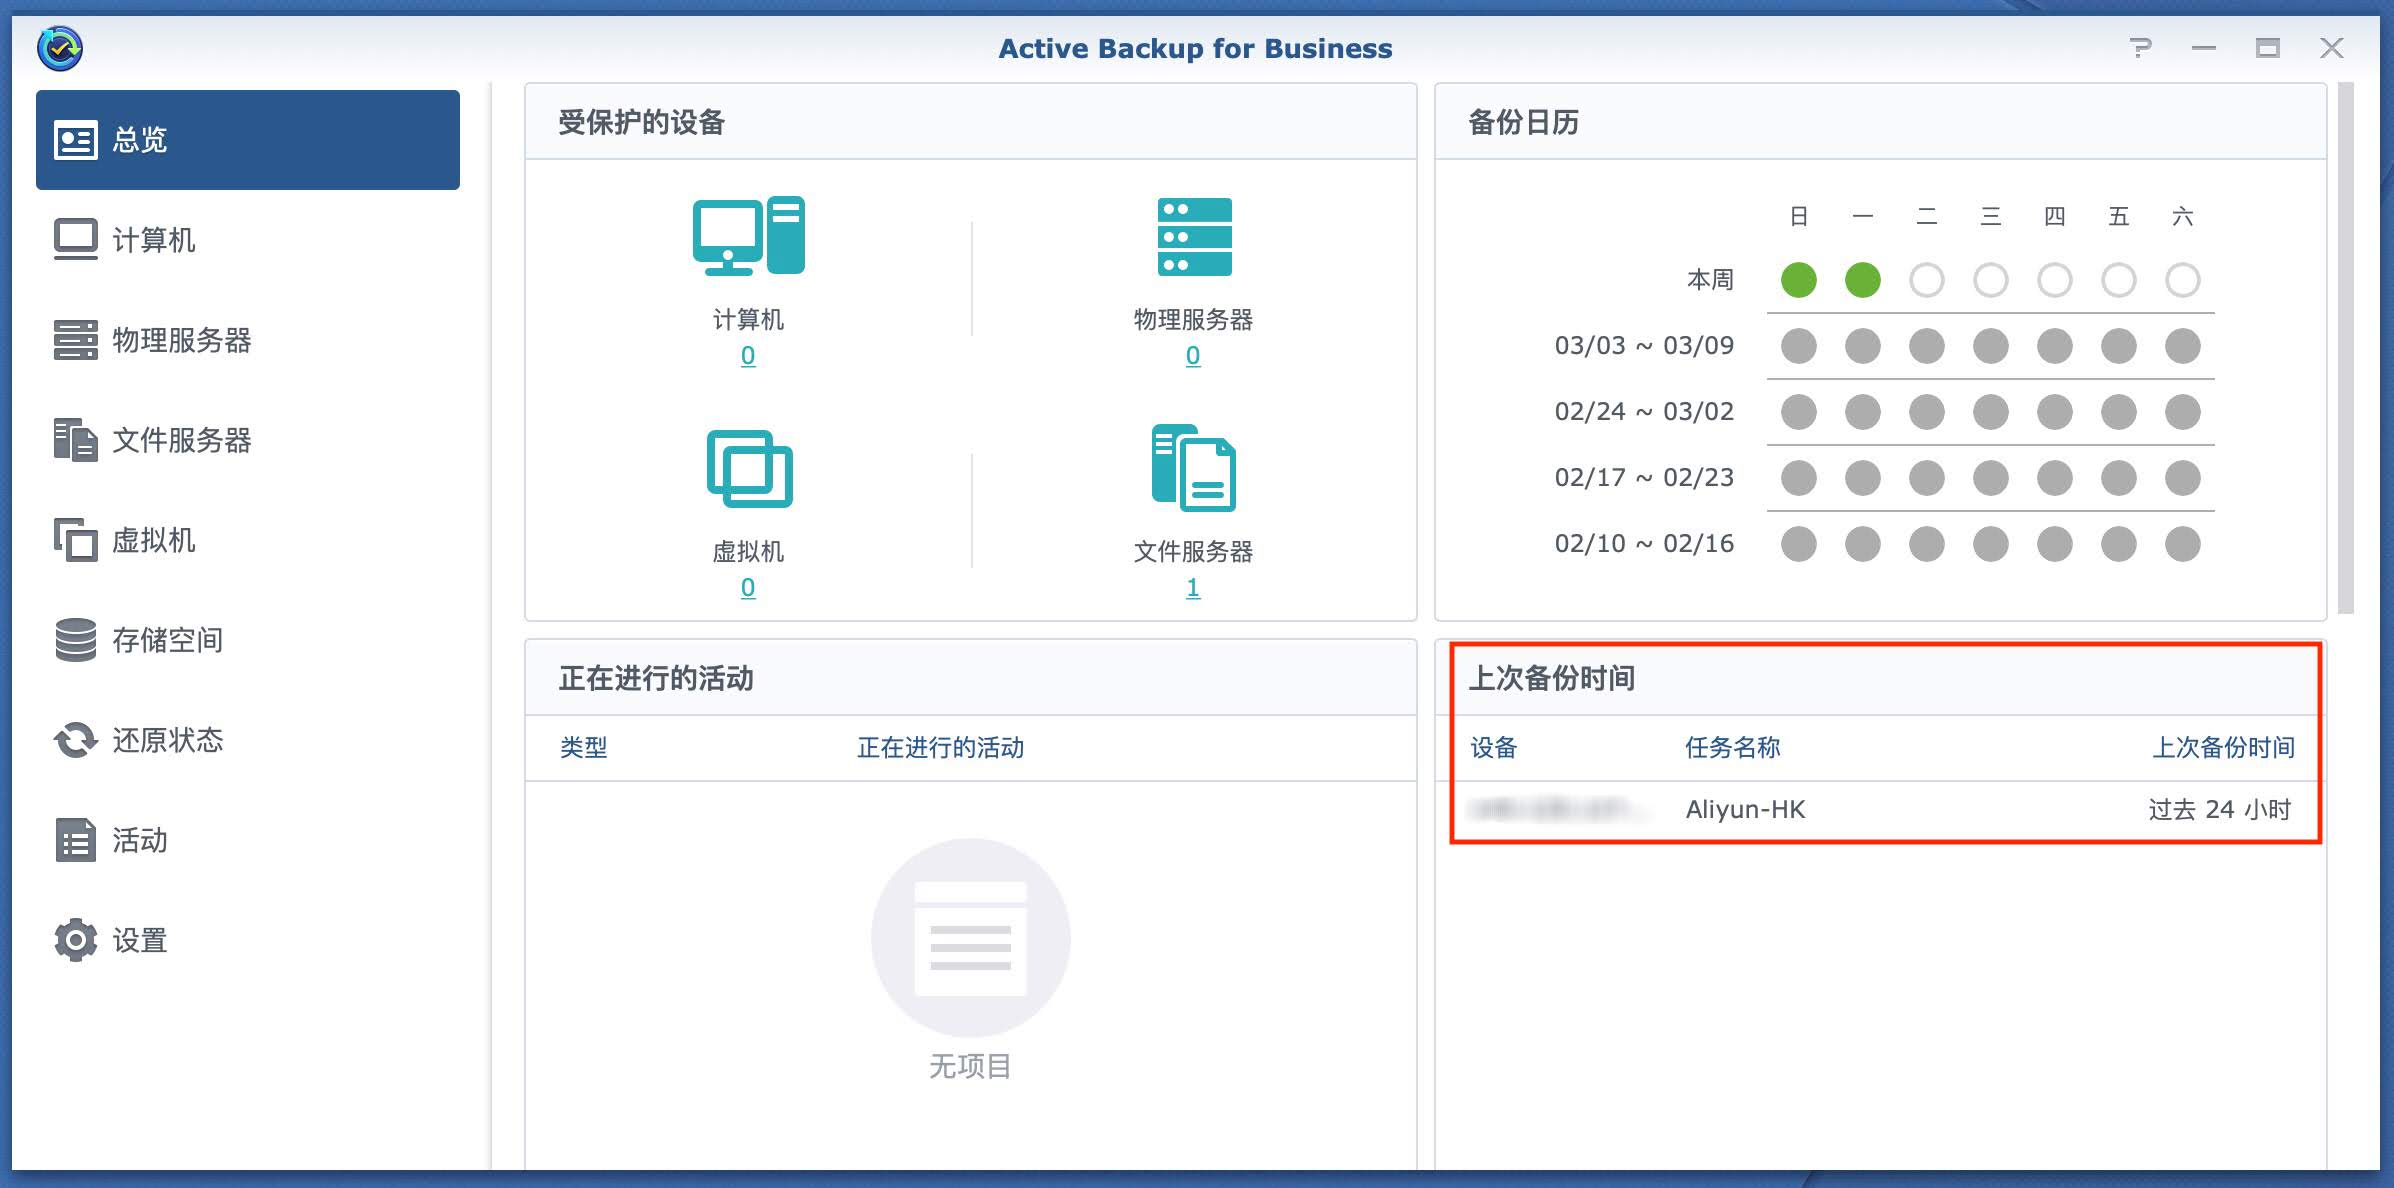 Active Backup for Business
总览
计算机
物理服务器
文件服务器
虚拟机
存储空间
还原状态
活动
设置
受保护的设备
计算机
0
物理服务器
0
虚拟机
0
文件服务器
1
备份日历
日 一 二 三 四 五 六
本周
03/03 ~ 03/09
02/24 ~ 03/02
02/17 ~ 02/23
02/10 ~ 02/16
正在进行的活动
类型 正在进行的活动
无项目
上次备份时间
设备 任务名称 上次备份时间
Aliyun-HK 过去 24 小时